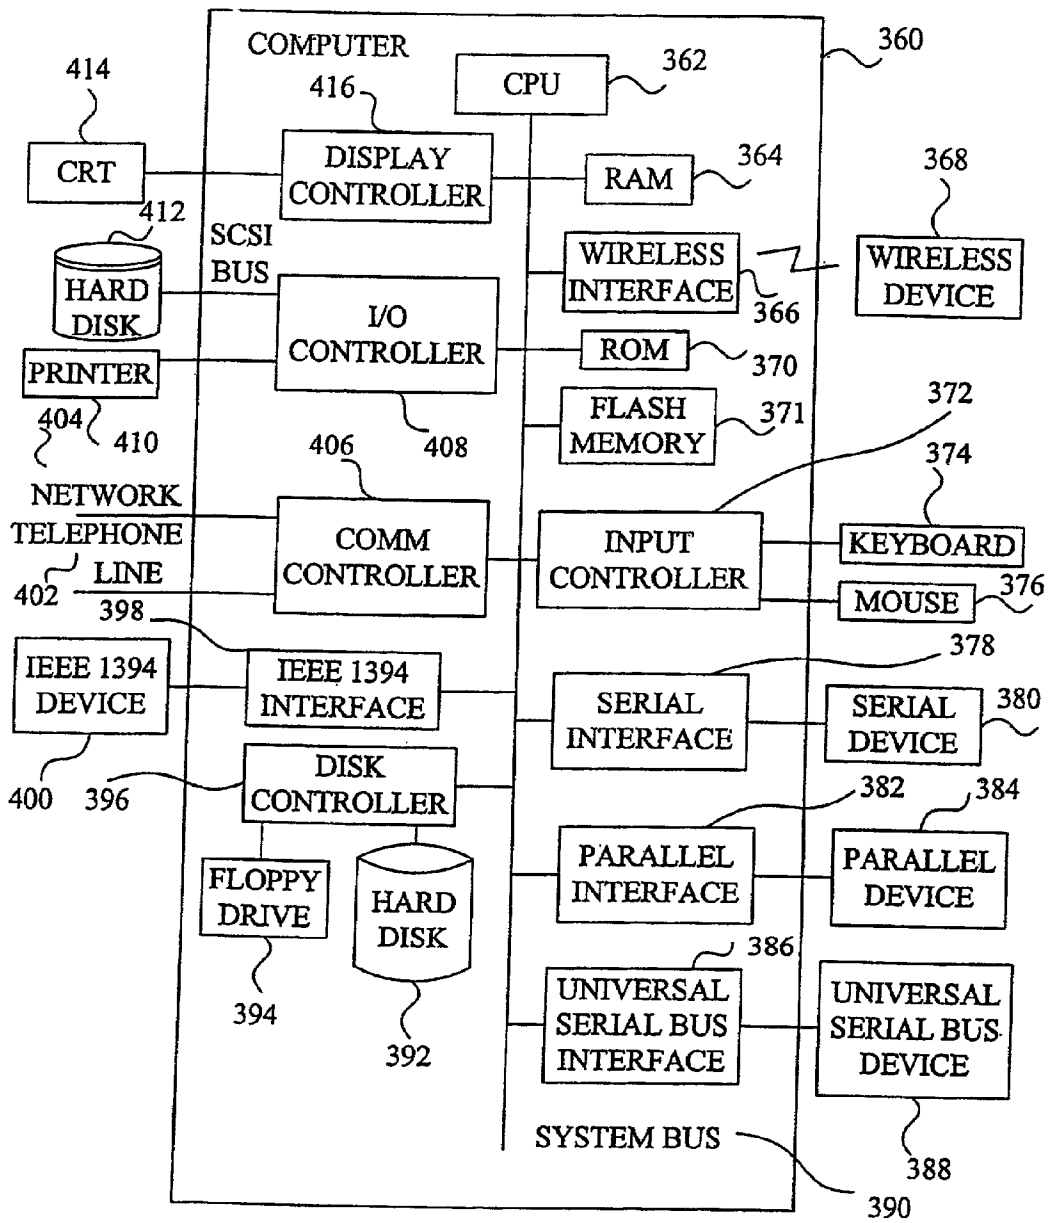 COMPUTER
360
414
416
362
CPU
CRT
DISPLAY
CONTROLLER
RAM
364
368
412
SCSI
BUS
WIRELESS
INTERFACE
366
WIRELESS
DEVICE
HARD
DISK
I/O
CONTROLLER
ROM
370
PRINTER
404
410
408
FLASH
MEMORY
371
372
406
374
NETWORK
TELEPHONE
LINE
402
COMM
CONTROLLER
INPUT
CONTROLLER
KEYBOARD
MOUSE
376
398
378
IEEE 1394
DEVICE
IEEE 1394
INTERFACE
SERIAL
INTERFACE
SERIAL
DEVICE
380
400
396
DISK
CONTROLLER
382
384
FLOPPY
DRIVE
HARD
DISK
PARALLEL
INTERFACE
PARALLEL
DEVICE
394
392
386
UNIVERSAL
SERIAL BUS
INTERFACE
UNIVERSAL
SERIAL BUS
DEVICE
SYSTEM BUS
388
390